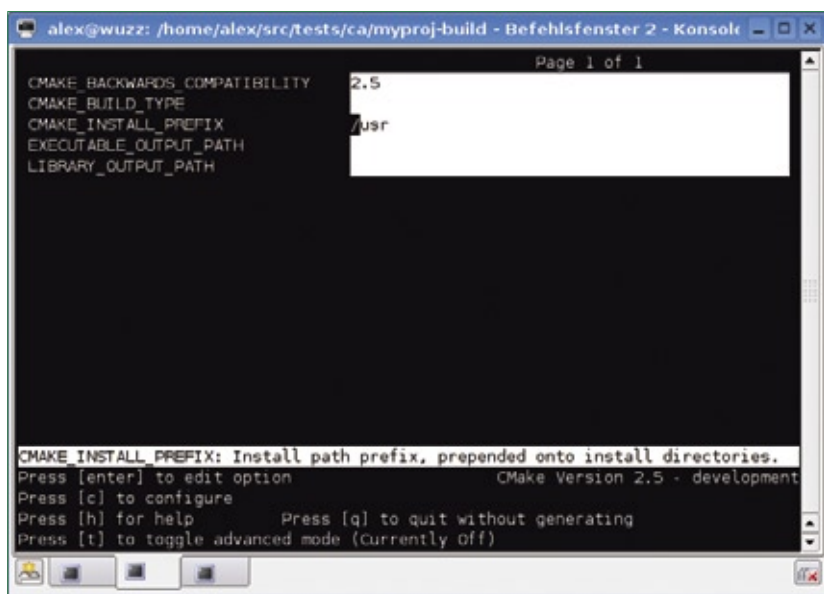 alex@wuzz: /home/alex/src/tests/ca/myproj-build - Befehlsfenster 2 - Konsole
Page 1 of 1
CMAKE_BACKWARDS_COMPATIBILITY 2.5
CMAKE_BUILD_TYPE
CMAKE_INSTALL_PREFIX /usr
EXECUTABLE_OUTPUT_PATH
LIBRARY_OUTPUT_PATH
CMAKE_INSTALL_PREFIX: Install path prefix, prepended onto install directories.
Press [enter] to edit option CMake Version 2.5 - development
Press [c] to configure
Press [h] for help Press [q] to quit without generating
Press [t] to toggle advanced mode (Currently Off)